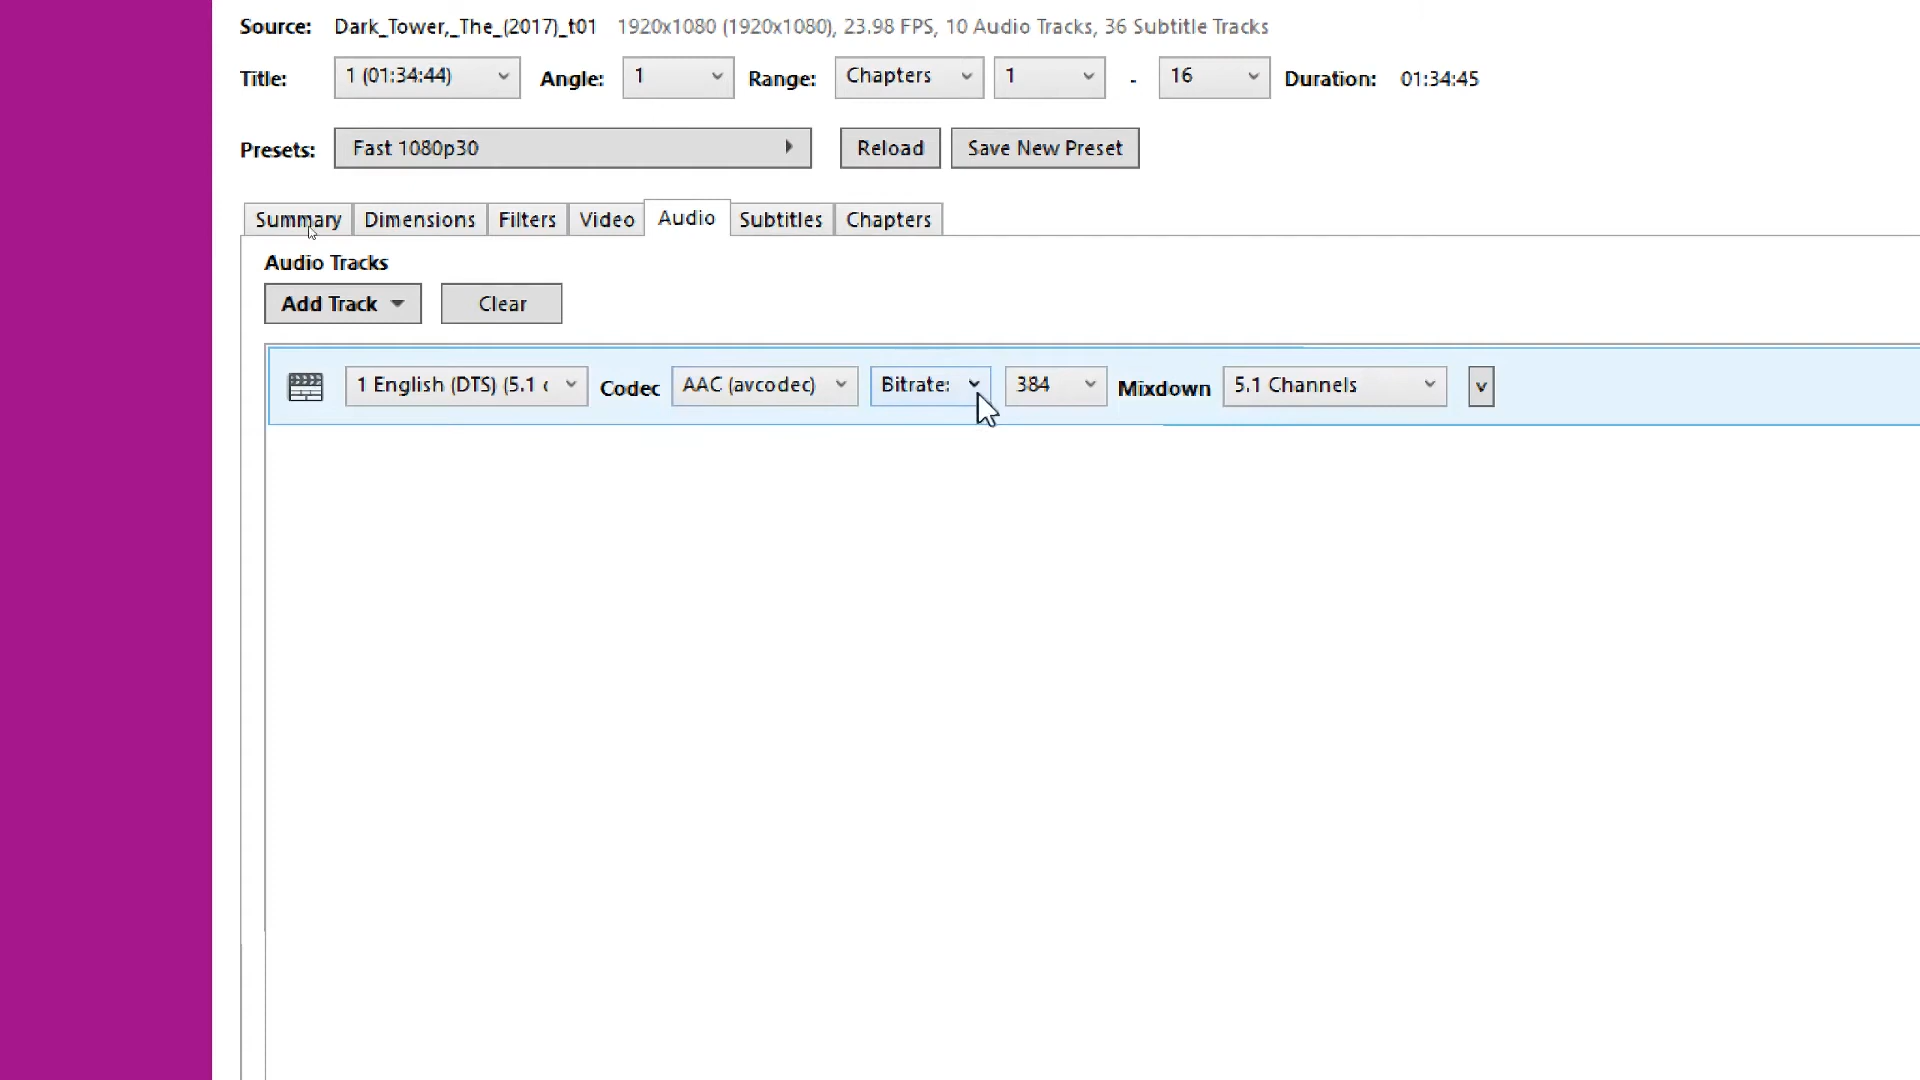 Source: Dark_Tower,_The_(2017)_t01 1920x1080 (1920x1080), 23.98 FPS, 10 Audio Tracks, 36 Subtitle Tracks
Title: 1 (01:34:44) Angle: 1 Range: Chapters 1 - 16 Duration: 01:34:45
Presets: Fast 1080p30 Reload Save New Preset
Summary Dimensions Filters Video Audio Subtitles Chapters
Audio Tracks
Add Track Clear
1 English (DTS) (5.1 c Codec AAC (avcodec) Bitrate: 384 Mixdown 5.1 Channels v